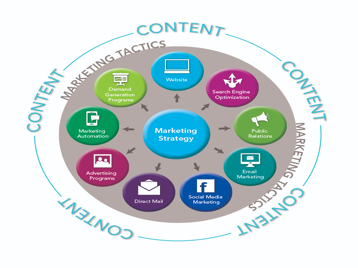 CONTENT
MARKETING TACTICS
Website
Demand
Generation
Programs
Search Engine
Optimization
CONTENT
CONTENT
Marketing
Automation
Marketing
Strategy
Public
Relations
MARKETING TACTICS
Advertising
Programs
Email
Marketing
Direct Mail
Social Media
Marketing
CONTENT
CONTENT